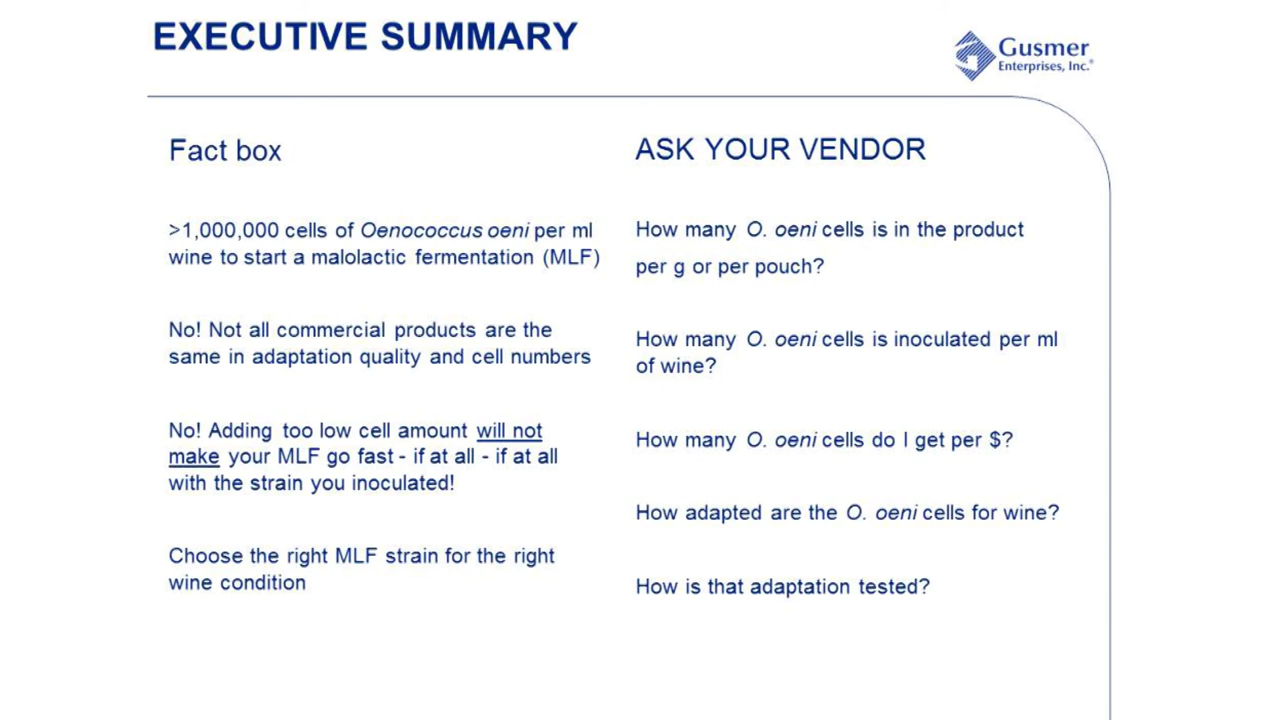 EXECUTIVE SUMMARY
Gusmer
Enterprises, Inc.®
Fact box
>1,000,000 cells of Oenococcus oeni per ml
wine to start a malolactic fermentation (MLF)
No! Not all commercial products are the
same in adaptation quality and cell numbers
No! Adding too low cell amount will not
make your MLF go fast - if at all - if at all
with the strain you inoculated!
Choose the right MLF strain for the right
wine condition
ASK YOUR VENDOR
How many O. oeni cells is in the product
per g or per pouch?
How many O. oeni cells is inoculated per ml
of wine?
How many O. oeni cells do I get per $?
How adapted are the O. oeni cells for wine?
How is that adaptation tested?